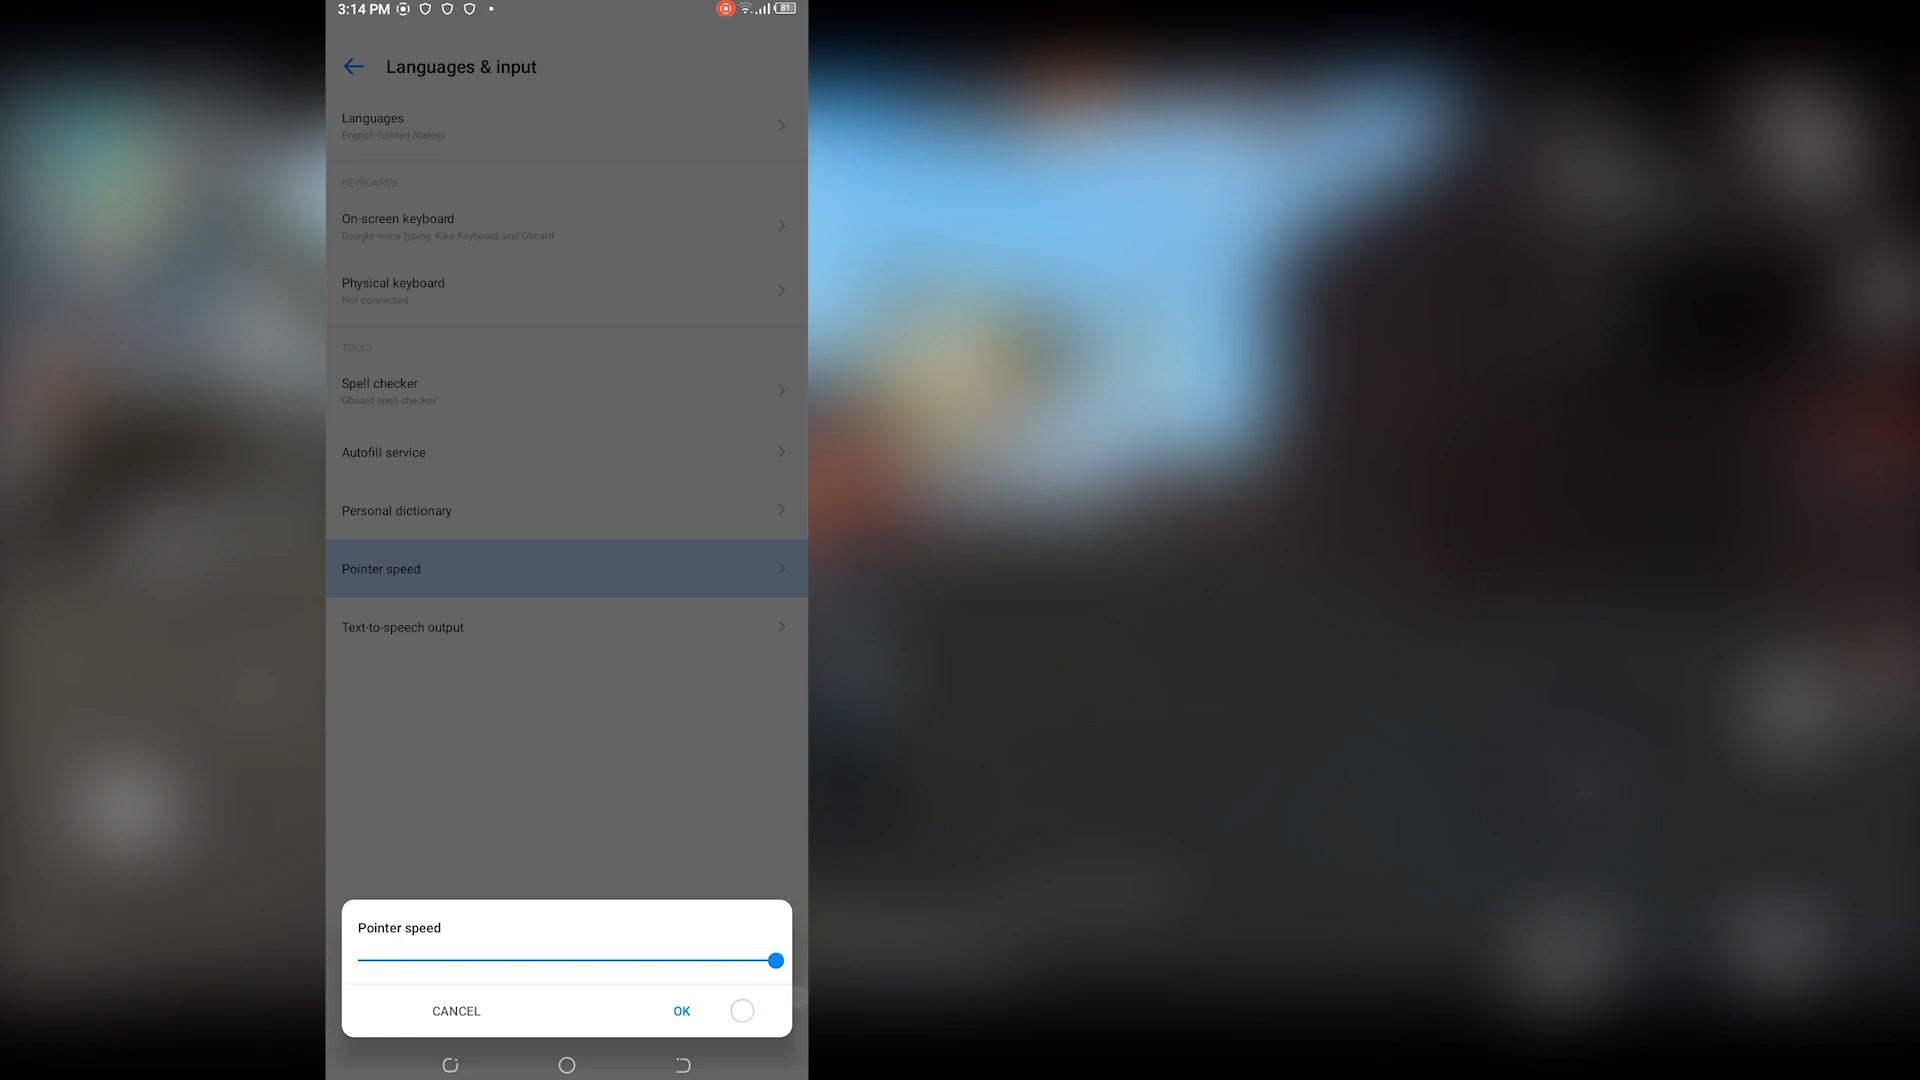 3:14 PM
81
Languages & input
Languages
English (United States)
KEYBOARDS
On-screen keyboard
Google voice typing, Kika Keyboard, and Gboard
Physical keyboard
Not connected
TOOLS
Spell checker
Gboard spell checker
Autofill service
Personal dictionary
Pointer speed
Text-to-speech output
Pointer speed
CANCEL
OK